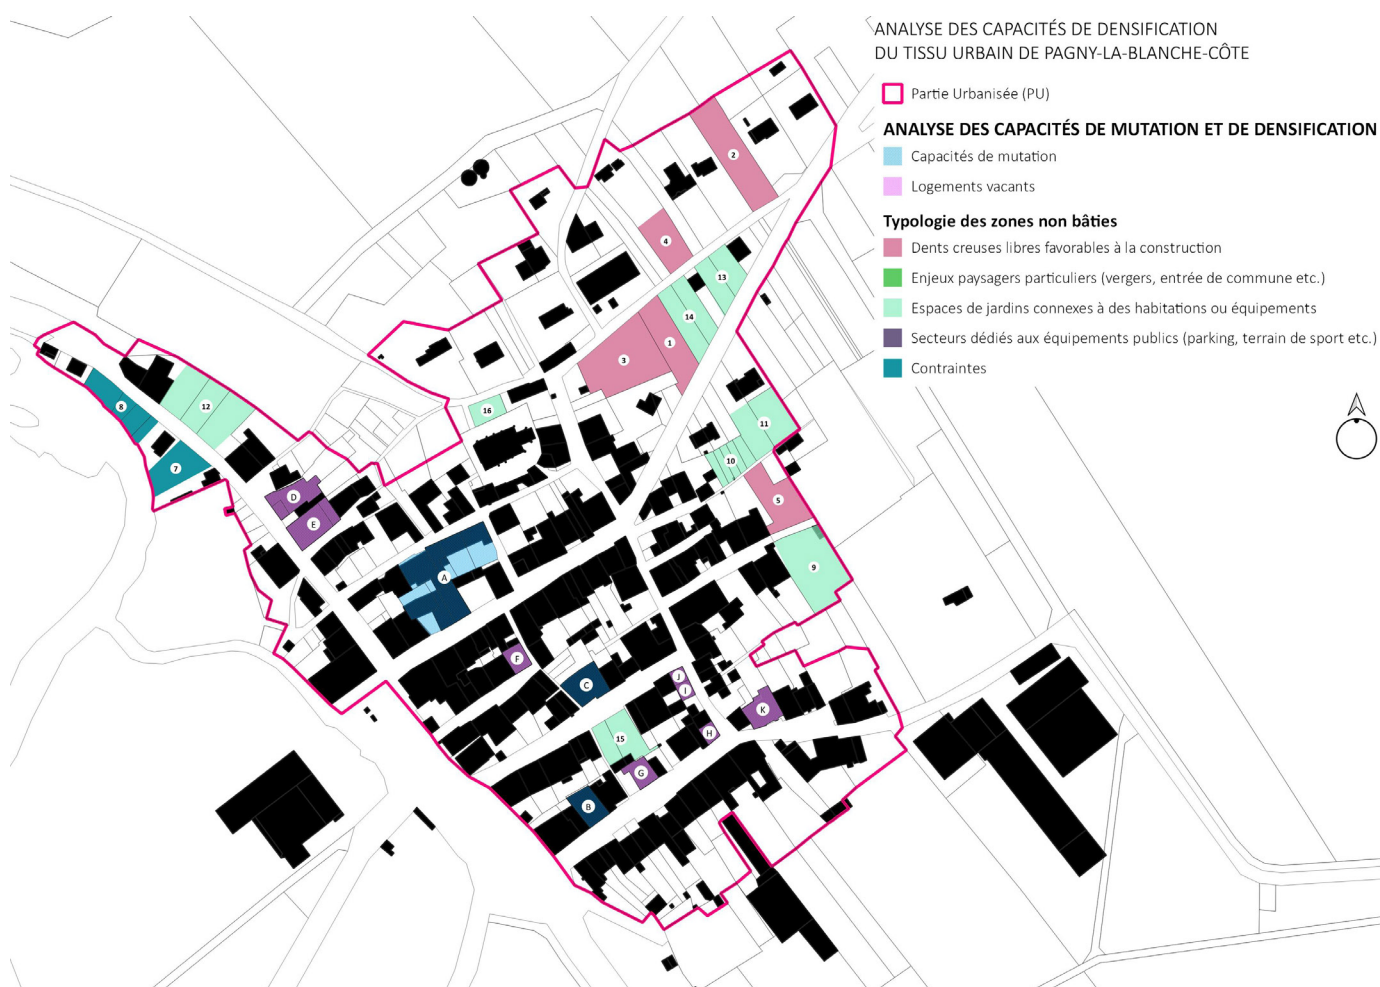 ANALYSE DES CAPACITÉS DE DENSIFICATION
DU TISSU URBAIN DE PAGNY-LA-BLANCHE-CÔTE
Partie Urbanisée (PU)
ANALYSE DES CAPACITÉS DE MUTATION ET DE DENSIFICATION
Capacités de mutation
Logements vacants
Typologie des zones non bâties
Dents creuses libres favorables à la construction
Enjeux paysagers particuliers (vergers, entrée de commune etc.)
Espaces de jardins connexes à des habitations ou équipements
Secteurs dédiés aux équipements publics (parking, terrain de sport etc.)
Contraintes
2
4
13
14
1
3
8
12
16
11
10
7
D
5
E
9
A
F
J
C
I
K
H
15
G
B